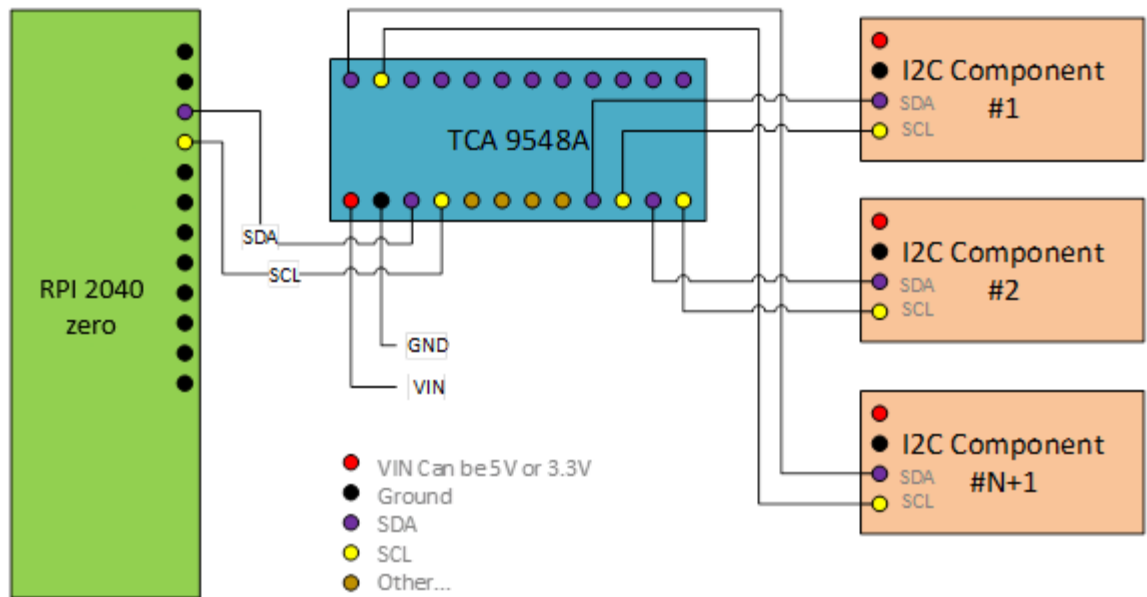 RPI 2040
zero
SDA
SCL
TCA 9548A
GND
VIN
I2C Component
#1
SDA
SCL
I2C Component
#2
SDA
SCL
I2C Component
#N+1
SDA
SCL
VIN Can be 5V or 3.3V
Ground
SDA
SCL
Other...